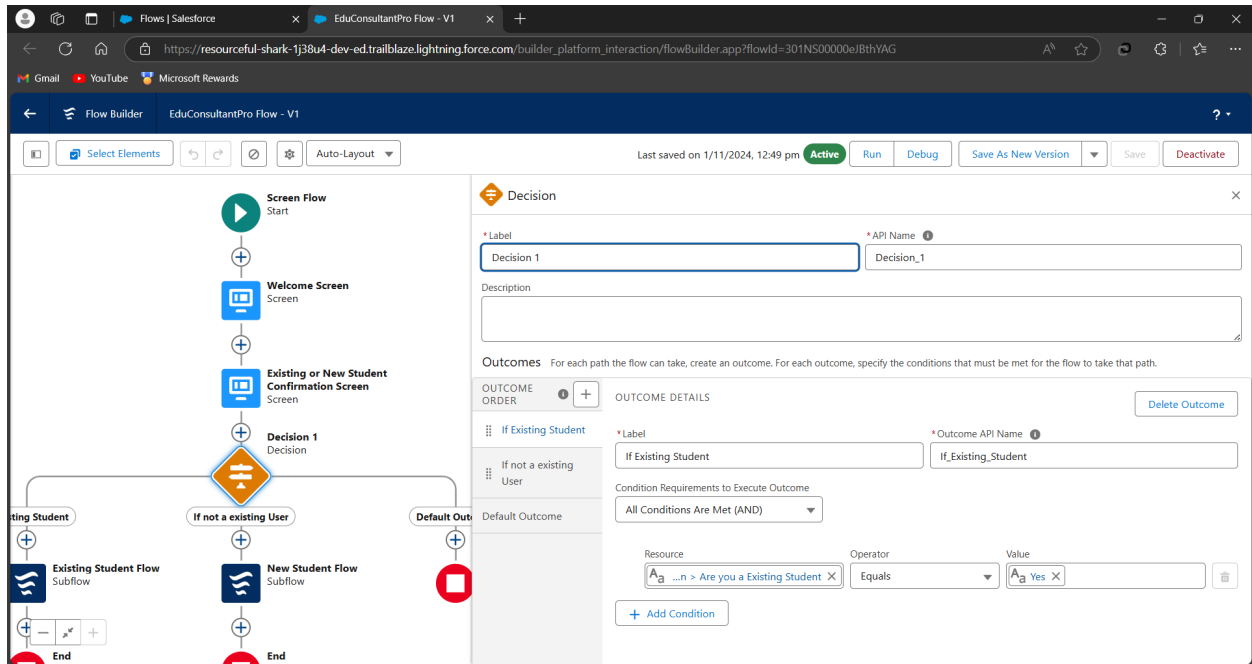 Flows | Salesforce
EduConsultantPro Flow - V1
https://resourceful-shark-1j38u4-dev-ed.trailblaze.lightning.force.com/builder_platform_interaction/flowBuilder.app?flowId=301NS00000eJBthYAG
Gmail YouTube Microsoft Rewards
Flow Builder EduConsultantPro Flow - V1 ?
Select Elements Auto-Layout Last saved on 1/11/2024, 12:49 pm Active Run Debug Save As New Version Save Deactivate
Screen Flow
Start
Welcome Screen
Screen
Existing or New Student
Confirmation Screen
Screen
Decision 1
Decision
ting Student If not a existing User Default Out
Existing Student Flow
Subflow
New Student Flow
Subflow
End
End
Decision
* Label
Decision 1
* API Name
Decision_1
Description
Outcomes For each path the flow can take, create an outcome. For each outcome, specify the conditions that must be met for the flow to take that path.
OUTCOME
ORDER
If Existing Student
If not a existing
User
Default Outcome
OUTCOME DETAILS
Delete Outcome
* Label
If Existing Student
* Outcome API Name
If_Existing_Student
Condition Requirements to Execute Outcome
All Conditions Are Met (AND)
Resource Operator Value
Aa ...n > Are you a Existing Student Equals Aa Yes
+ Add Condition